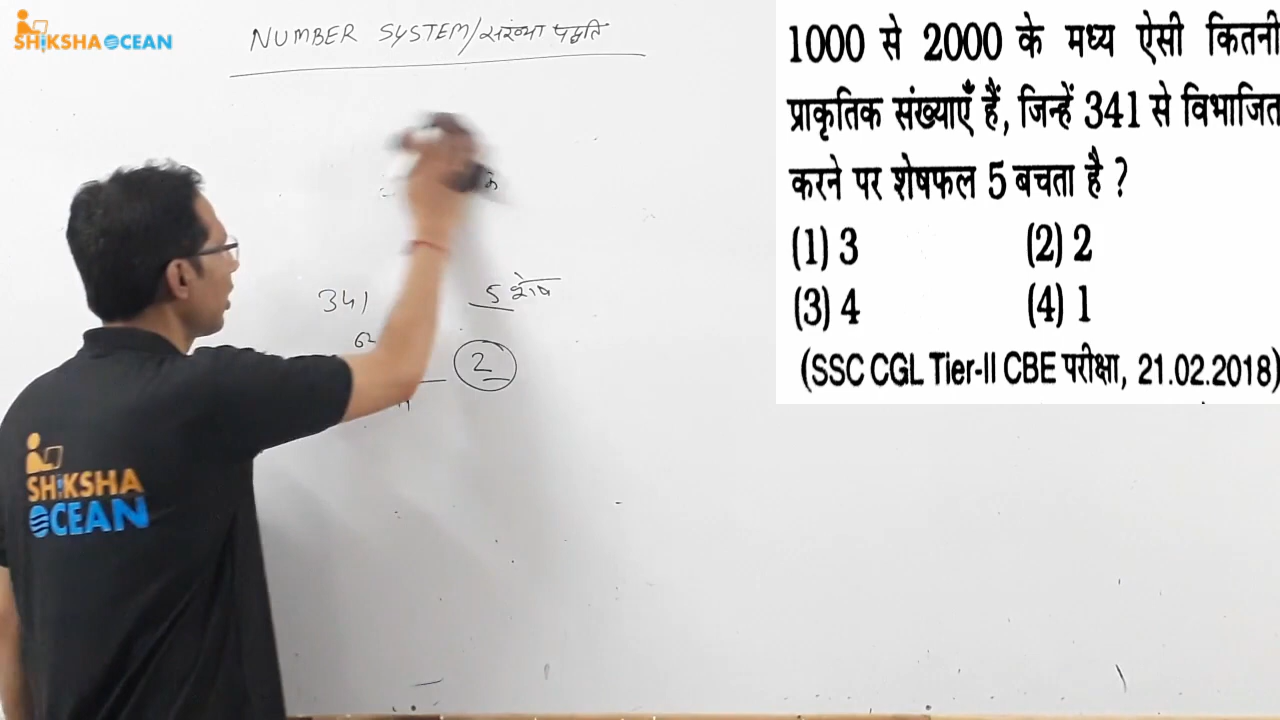 SHIKSHA OCEAN
NUMBER SYSTEM/संख्या पद्धति
341
5 शेष
62
2
SHIKSHA
OCEAN
1000 से 2000 के मध्य ऐसी कितनी
प्राकृतिक संख्याएँ हैं, जिन्हें 341 से विभाजित
करने पर शेषफल 5 बचता है ?
(1) 3 (2) 2
(3) 4 (4) 1
(SSC CGL Tier-II CBE परीक्षा, 21.02.2018)